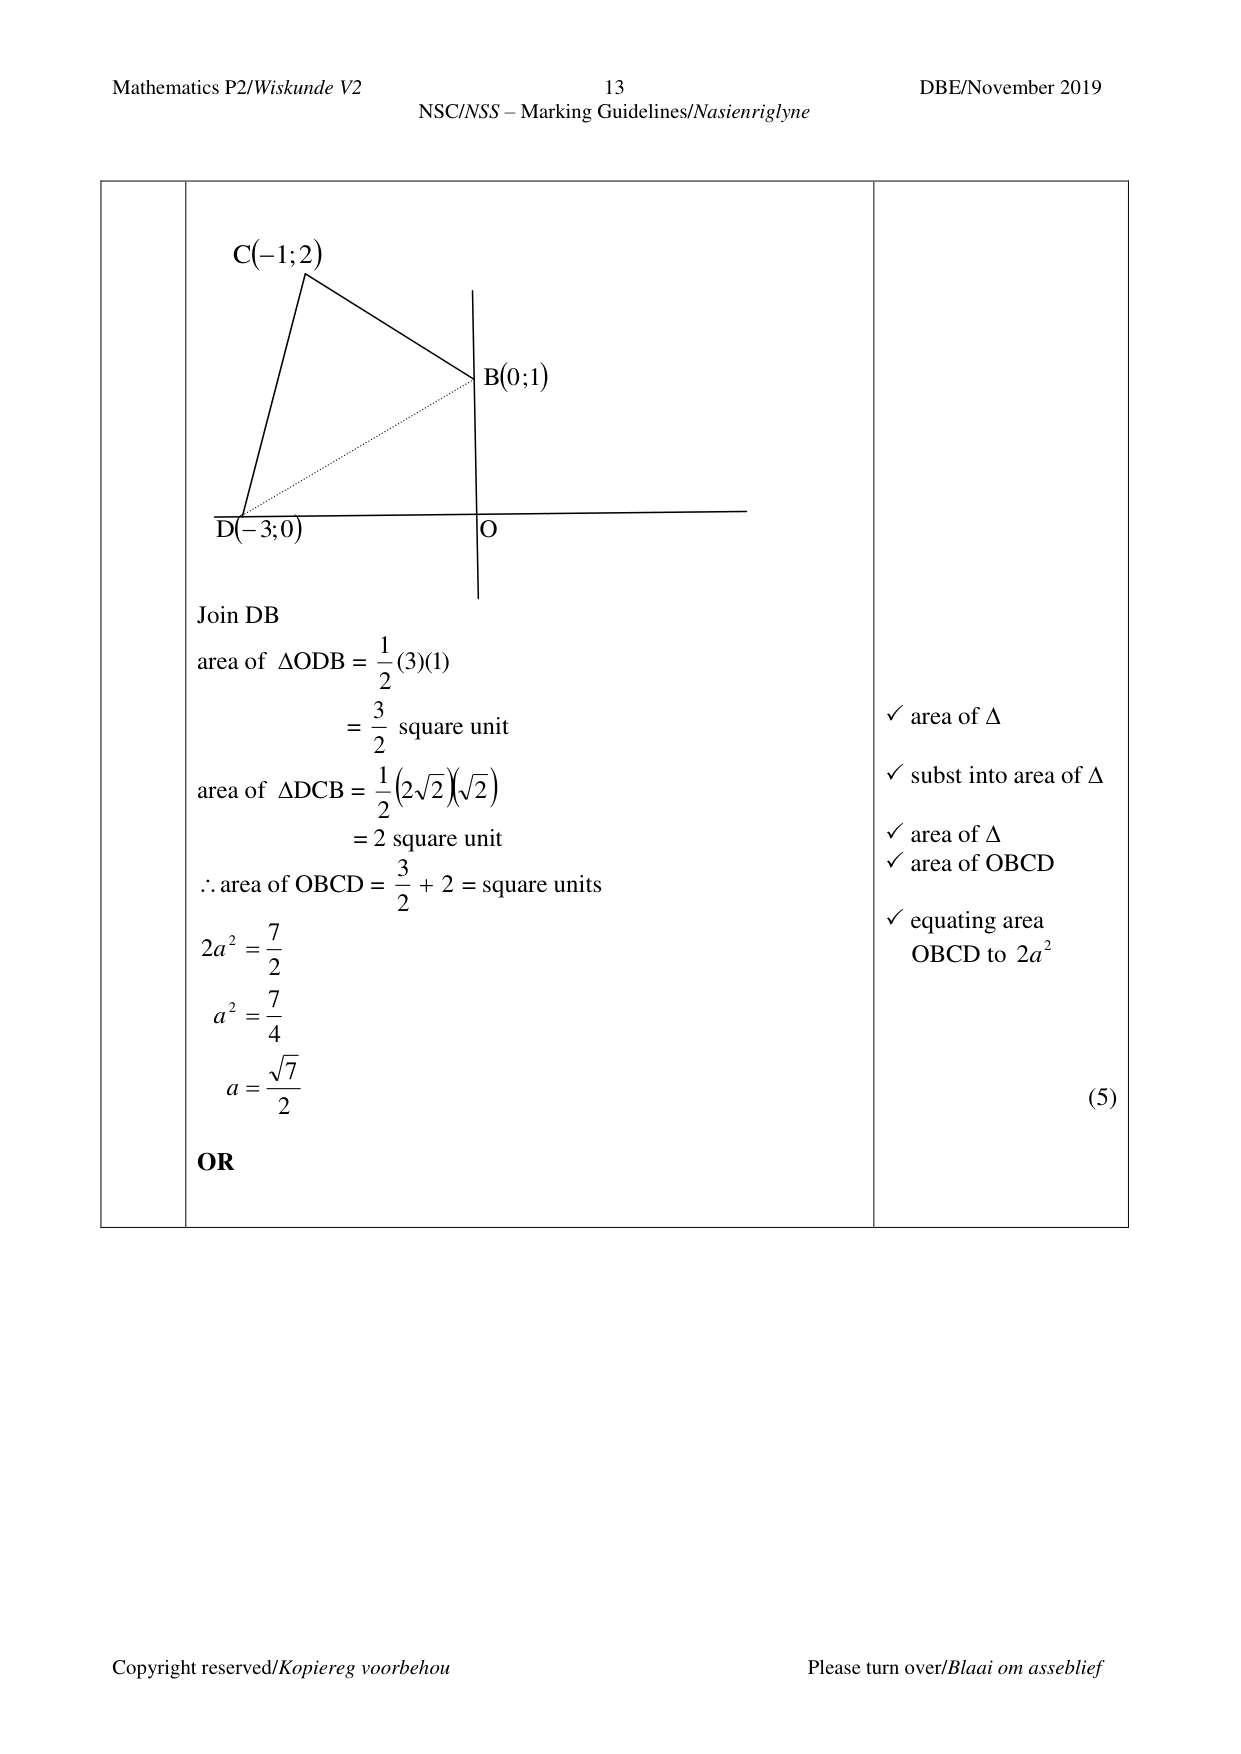 Mathematics P2/Wiskunde V2 13 DBE/November 2019
NSC/NSS – Marking Guidelines/Nasienriglyne
C(−1; 2)
B(0;1)
D(−3; 0)
O
Join DB
area of ΔODB = 1/2 (3)(1)
= 3/2 square unit
✓ area of Δ
area of ΔDCB = 1/2 (2√2)(√2)
✓ subst into area of Δ
= 2 square unit
✓ area of Δ
∴ area of OBCD = 3/2 + 2 = square units
✓ area of OBCD
2a² = 7/2
✓ equating area
OBCD to 2a²
a² = 7/4
a = √7/2
(5)
OR
Copyright reserved/Kopiereg voorbehou Please turn over/Blaai om asseblief